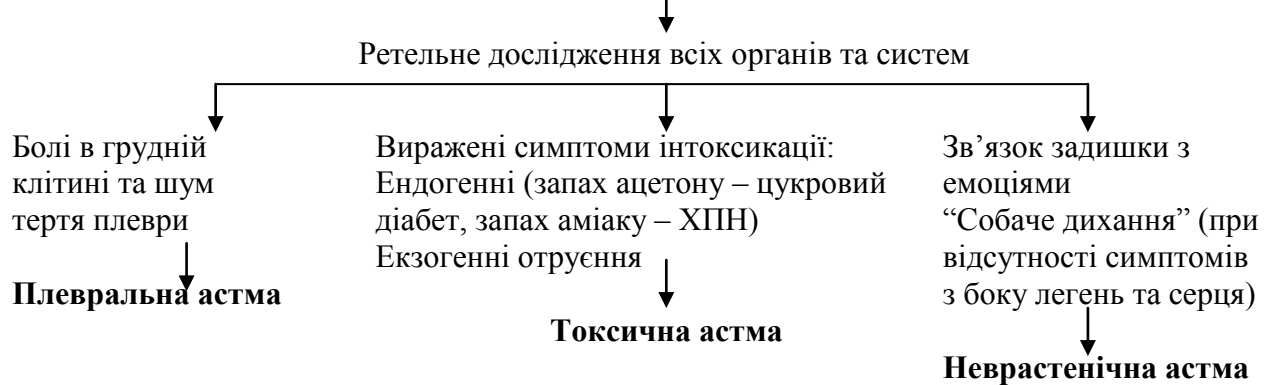 Ретельне дослідження всіх органів та систем
Болі в грудній
клітині та шум
тертя плеври
Плевральна астма
Виражені симптоми інтоксикації:
Ендогенні (запах ацетону – цукровий
діабет, запах аміаку – ХПН)
Екзогенні отруєння
Токсична астма
Зв’язок задишки з
емоціями
“Собаче дихання” (при
відсутності симптомів
з боку легень та серця)
Неврастенічна астма